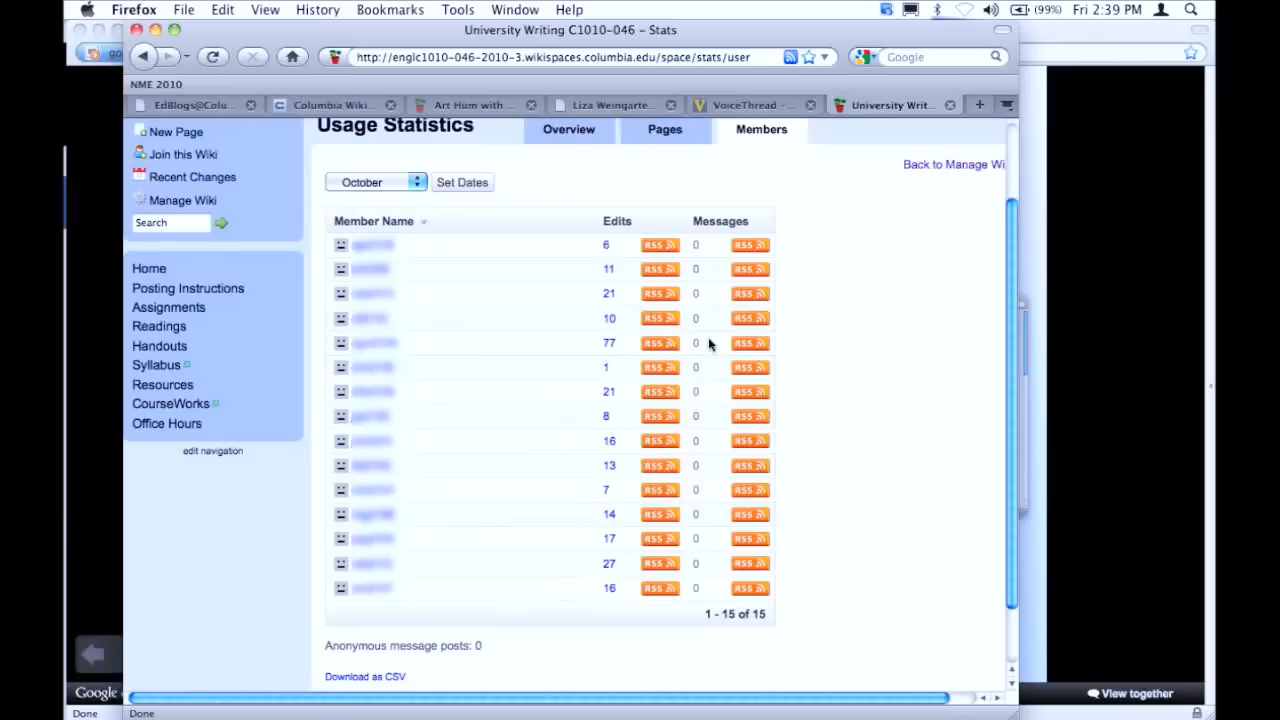 Firefox File Edit View History Bookmarks Tools Window Help (99%) Fri 2:39 PM
University Writing C1010-046 – Stats
http://englc1010-046-2010-3.wikispaces.columbia.edu/space/stats/user Google
NME 2010
EdBlogs@Colu... Columbia Wiki... Art Hum with ... Liza Weingarte... VoiceThread – ... University Writ...
Usage Statistics Overview Pages Members
New Page
Join this Wiki
Recent Changes
Manage Wiki
Search
Back to Manage Wi
October Set Dates
Member Name Edits Messages
6 RSS 0 RSS
11 RSS 0 RSS
21 RSS 0 RSS
10 RSS 0 RSS
77 RSS 0 RSS
1 RSS 0 RSS
21 RSS 0 RSS
8 RSS 0 RSS
16 RSS 0 RSS
13 RSS 0 RSS
7 RSS 0 RSS
14 RSS 0 RSS
17 RSS 0 RSS
27 RSS 0 RSS
16 RSS 0 RSS
1 - 15 of 15
Home
Posting Instructions
Assignments
Readings
Handouts
Syllabus
Resources
CourseWorks
Office Hours
edit navigation
Anonymous message posts: 0
Download as CSV
Google
View together
Done Done